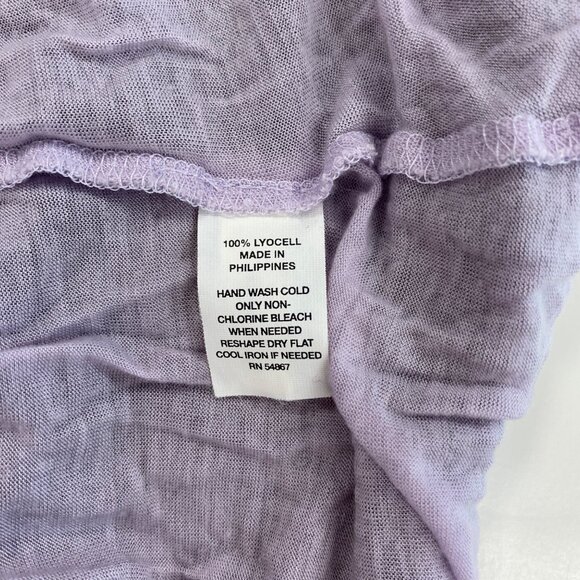 100% LYOCELL
MADE IN
PHILIPPINES
HAND WASH COLD
ONLY NON-
CHLORINE BLEACH
WHEN NEEDED
RESHAPE DRY FLAT
COOL IRON IF NEEDED
RN 54867